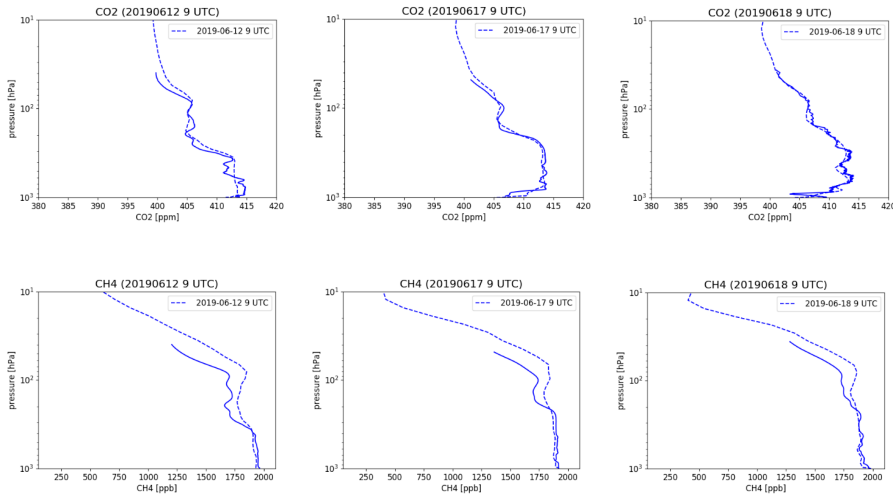 CO2 (20190612 9 UTC)
2019-06-12 9 UTC
10¹
10²
10³
pressure [hPa]
380 385 390 395 400 405 410 415 420
CO2 [ppm]
CO2 (20190617 9 UTC)
2019-06-17 9 UTC
10¹
10²
10³
pressure [hPa]
380 385 390 395 400 405 410 415 420
CO2 [ppm]
CO2 (20190618 9 UTC)
2019-06-18 9 UTC
10¹
10²
10³
pressure [hPa]
380 385 390 395 400 405 410 415 420
CO2 [ppm]
CH4 (20190612 9 UTC)
2019-06-12 9 UTC
10¹
10²
10³
pressure [hPa]
250 500 750 1000 1250 1500 1750 2000
CH4 [ppb]
CH4 (20190617 9 UTC)
2019-06-17 9 UTC
10¹
10²
10³
pressure [hPa]
250 500 750 1000 1250 1500 1750 2000
CH4 [ppb]
CH4 (20190618 9 UTC)
2019-06-18 9 UTC
10¹
10²
10³
pressure [hPa]
250 500 750 1000 1250 1500 1750 2000
CH4 [ppb]